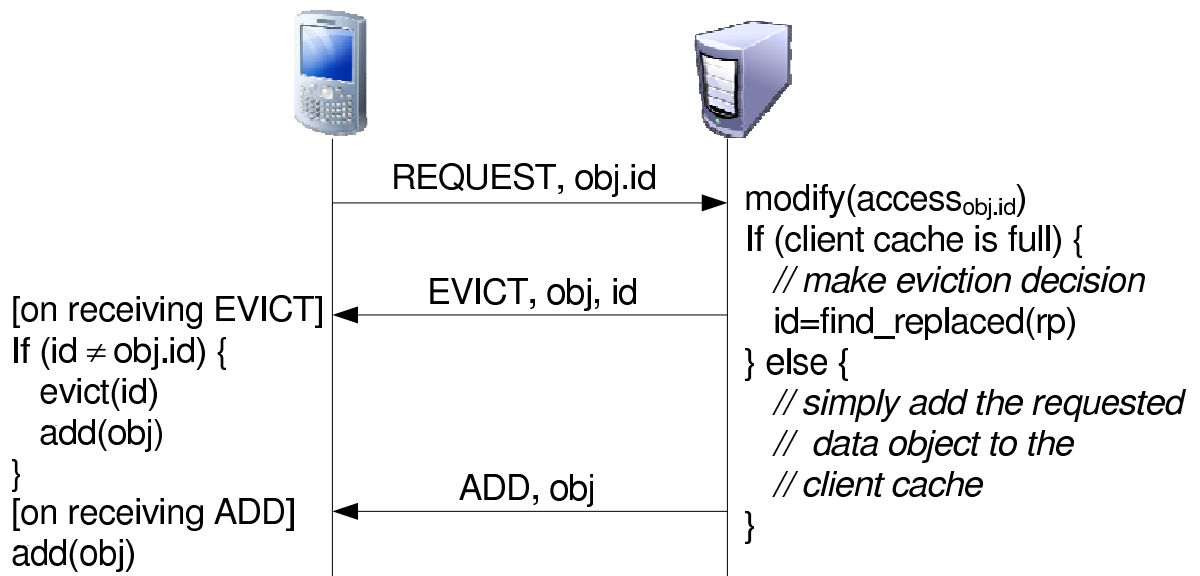 REQUEST, obj.id
modify(access_obj.id)
If (client cache is full) {
// make eviction decision
id=find_replaced(rp)
} else {
// simply add the requested
// data object to the
// client cache
}
EVICT, obj, id
[on receiving EVICT]
If (id ≠ obj.id) {
evict(id)
add(obj)
}
ADD, obj
[on receiving ADD]
add(obj)